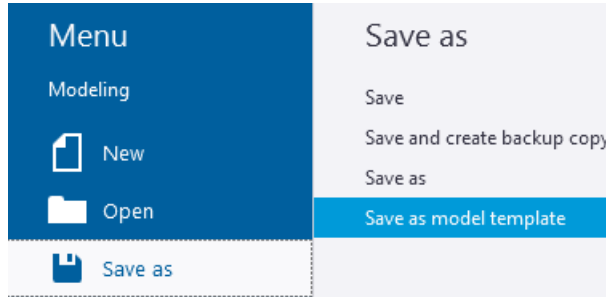 Menu
Modeling
New
Open
Save as
Save as
Save
Save and create backup copy
Save as
Save as model template